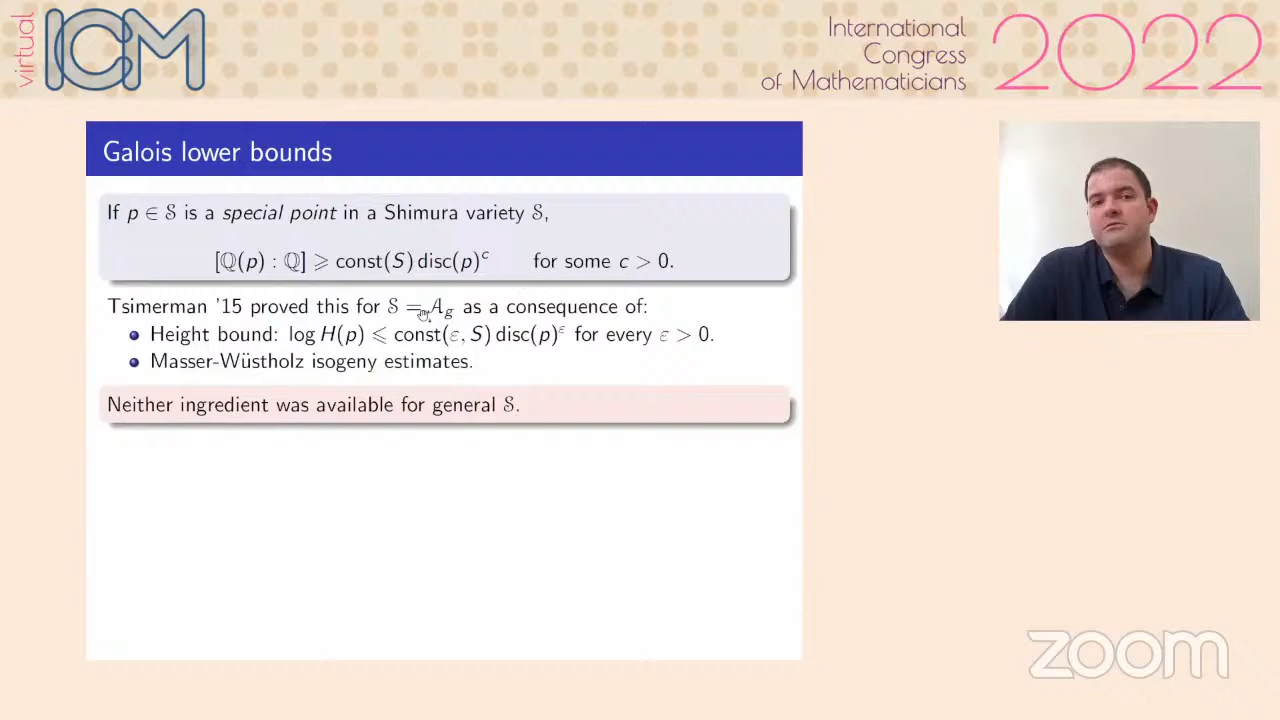 virtual
ICM
International
Congress
of Mathematicians
2022
Galois lower bounds
If p ∈ 𝒮 is a special point in a Shimura variety 𝒮,
[ℚ(p) : ℚ] ⩾ const(S) disc(p)^c for some c > 0.
Tsimerman '15 proved this for 𝒮 = 𝒜_g as a consequence of:
• Height bound: log H(p) ⩽ const(ε, S) disc(p)^ε for every ε > 0.
• Masser-Wüstholz isogeny estimates.
Neither ingredient was available for general 𝒮.
zoom